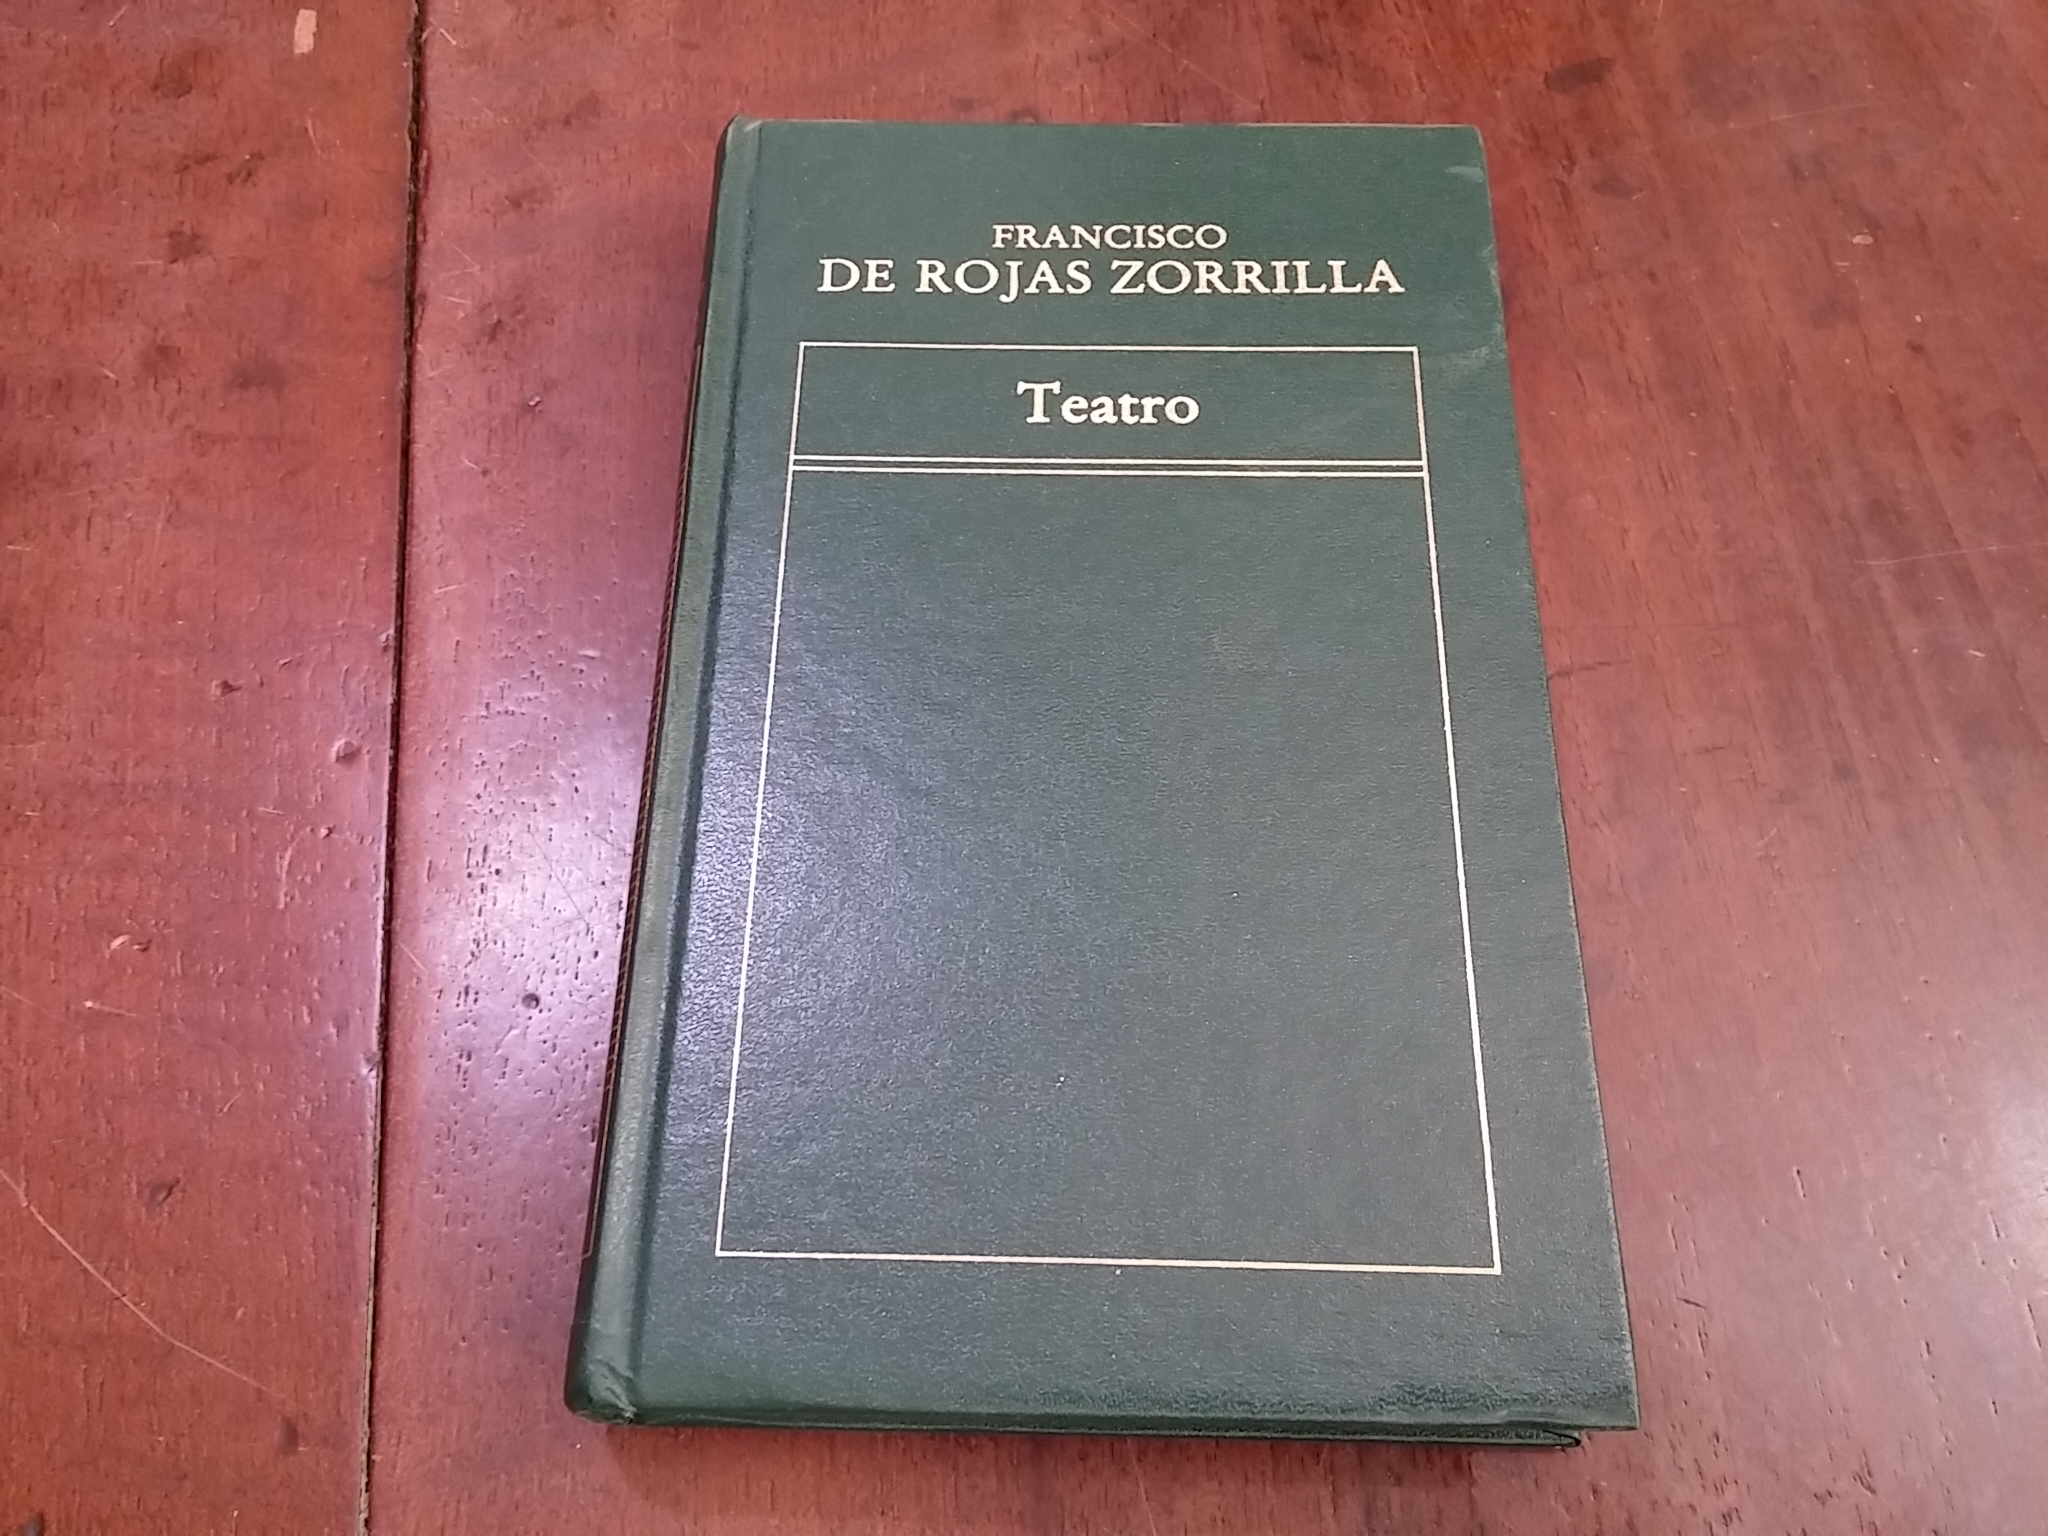 FRANCISCO
DE ROJAS ZORRILLA
Teatro